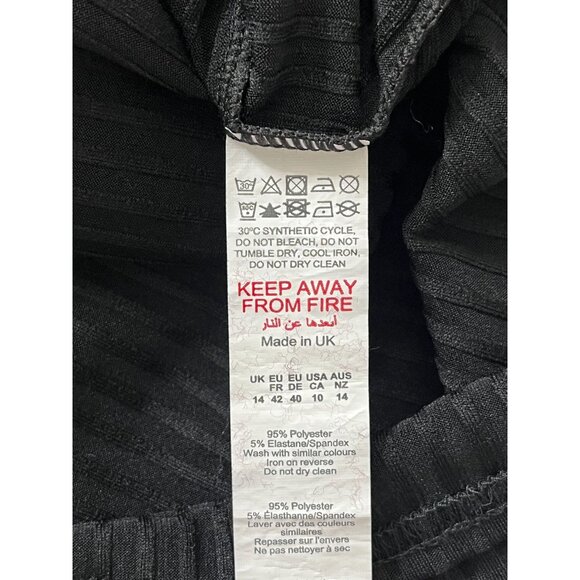 30°
60C
30°C SYNTHETIC CYCLE,
DO NOT BLEACH, DO NOT
TUMBLE DRY, COOL IRON,
DO NOT DRY CLEAN
KEEP AWAY
FROM FIRE
أبعدها عن النار
Made in UK
UK EU EU USA AUS
FR DE CA NZ
14 42 40 10 14
95% Polyester
5% Elastane/Spandex
Wash with similar colours
Iron on reverse
Do not dry clean
95% Polyester
5% Élasthanne/Spandex
Laver avec des couleurs
similaires
Repasser sur l'envers
Ne pas nettoyer à sec